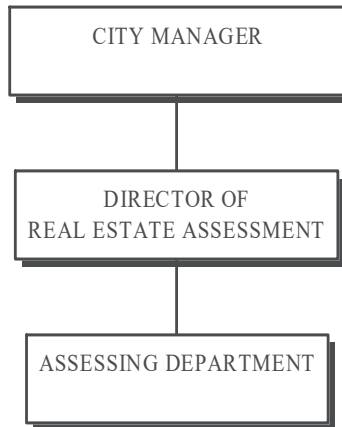 CITY MANAGER
DIRECTOR OF
REAL ESTATE ASSESSMENT
ASSESSING DEPARTMENT